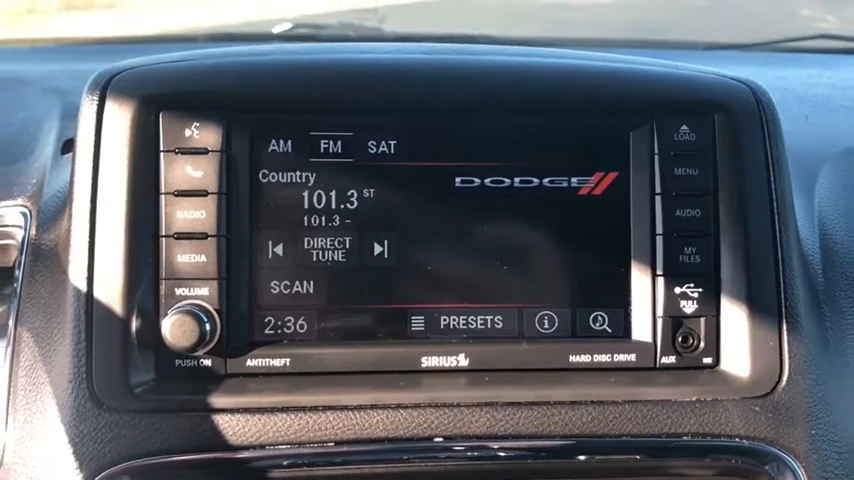 AM FM SAT
Country
101.3 ST
101.3 -
DIRECT
TUNE
SCAN
2:36
PRESETS
DODGE
RADIO
MEDIA
VOLUME
PUSH ON
ANTITHEFT
SIRIUS
HARD DISC DRIVE
LOAD
MENU
AUDIO
MY
FILES
PULL
AUX